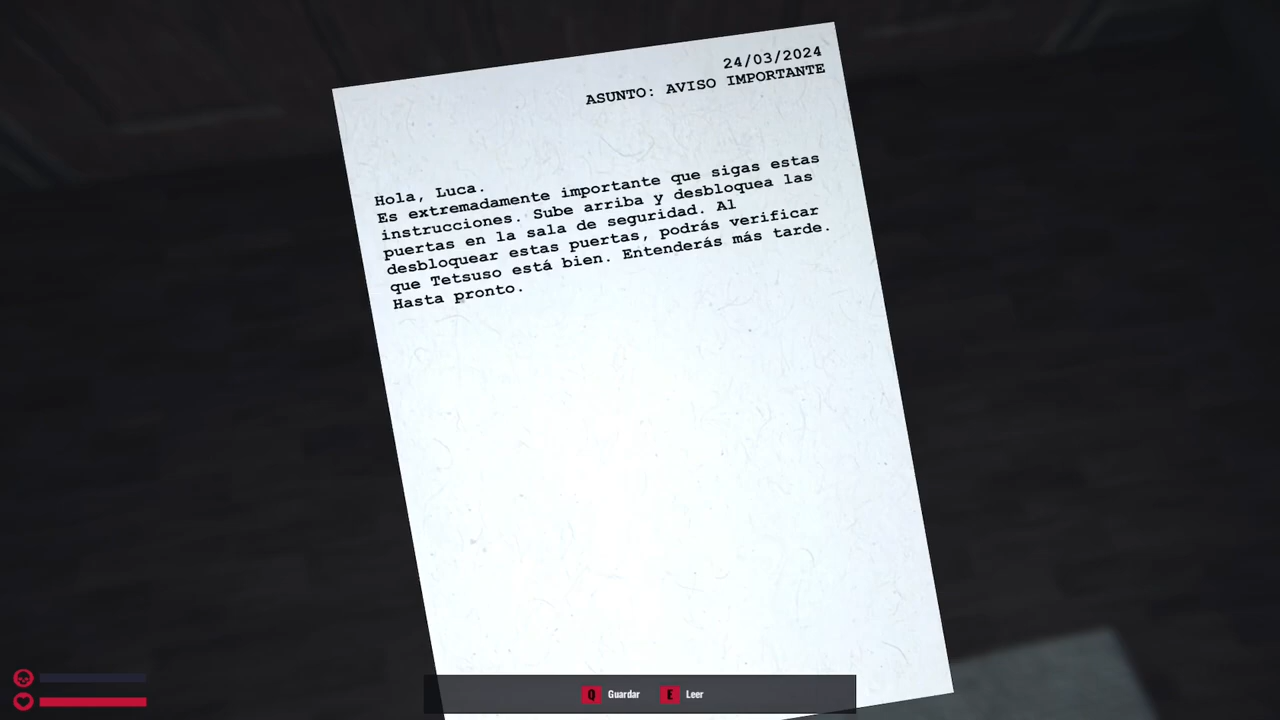 24/03/2024
ASUNTO: AVISO IMPORTANTE
Hola, Luca.
Es extremadamente importante que sigas estas
instrucciones. Sube arriba y desbloquea las
puertas en la sala de seguridad. Al
desbloquear estas puertas, podrás verificar
que Tetsuso está bien. Entenderás más tarde.
Hasta pronto.
Q Guardar E Leer